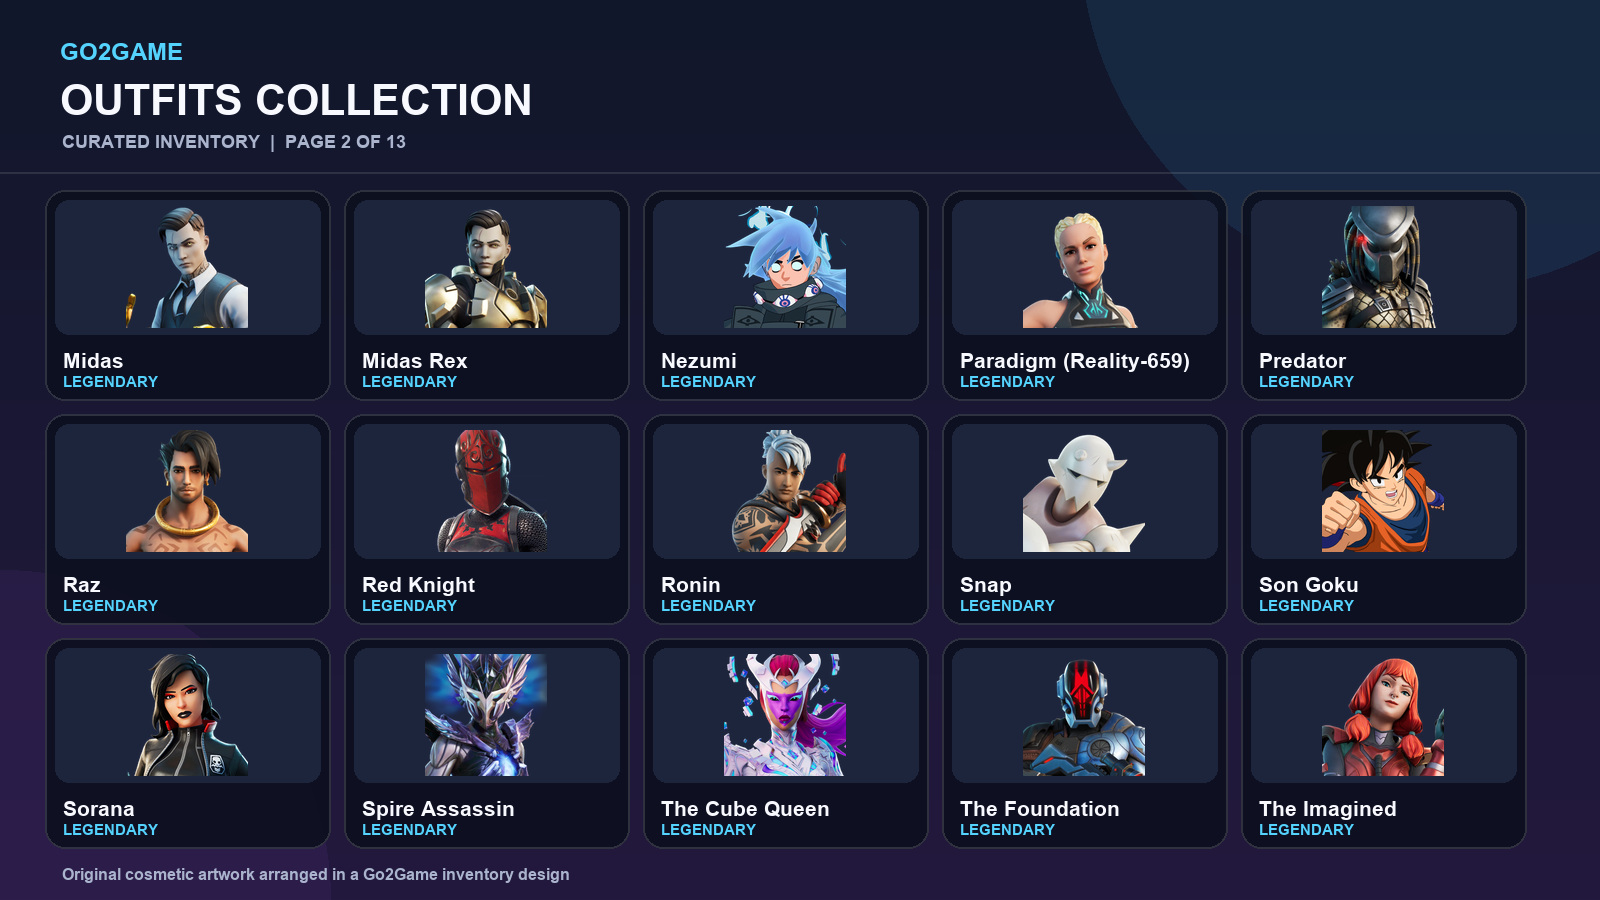 GO2GAME
OUTFITS COLLECTION
CURATED INVENTORY | PAGE 2 OF 13
Midas
LEGENDARY
Midas Rex
LEGENDARY
Nezumi
LEGENDARY
Paradigm (Reality-659)
LEGENDARY
Predator
LEGENDARY
Raz
LEGENDARY
Red Knight
LEGENDARY
Ronin
LEGENDARY
Snap
LEGENDARY
Son Goku
LEGENDARY
Sorana
LEGENDARY
Spire Assassin
LEGENDARY
The Cube Queen
LEGENDARY
The Foundation
LEGENDARY
The Imagined
LEGENDARY
Original cosmetic artwork arranged in a Go2Game inventory design